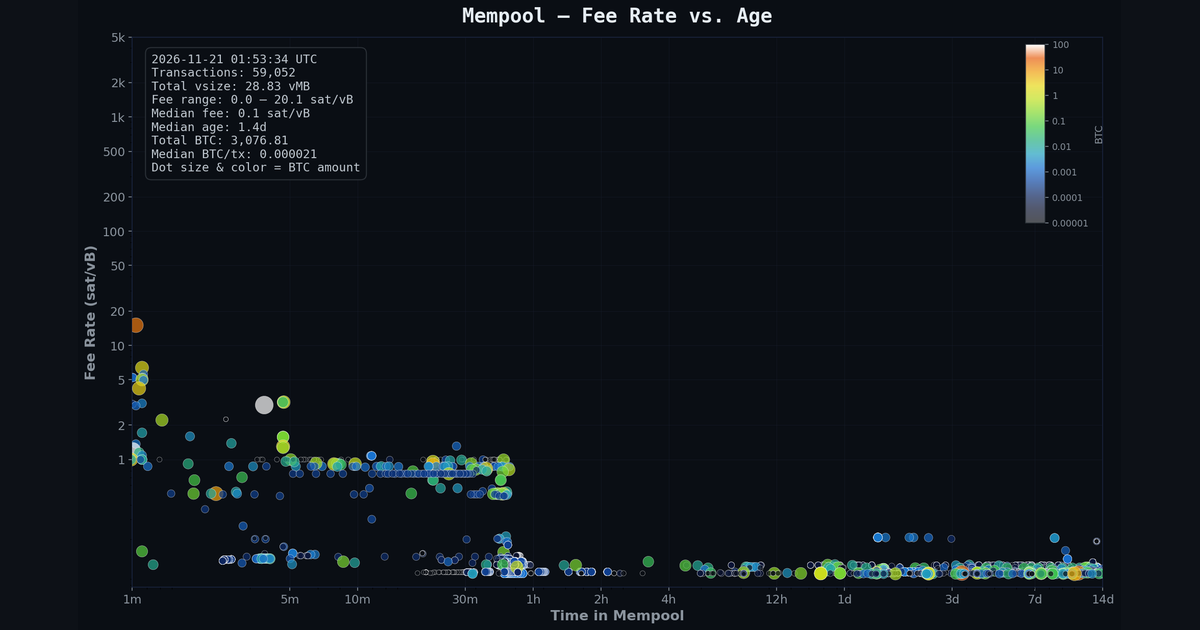 Mempool — Fee Rate vs. Age
2026-11-21 01:53:34 UTC
Transactions: 59,052
Total vsize: 28.83 vMB
Fee range: 0.0 – 20.1 sat/vB
Median fee: 0.1 sat/vB
Median age: 1.4d
Total BTC: 3,076.81
Median BTC/tx: 0.000021
Dot size & color = BTC amount
5k
2k
1k
500
200
100
50
20
10
5
2
1
Fee Rate (sat/vB)
100
10
1
0.1
0.01
0.001
0.0001
0.00001
BTC
1m 5m 10m 30m 1h 2h 4h 12h 1d 3d 7d 14d
Time in Mempool